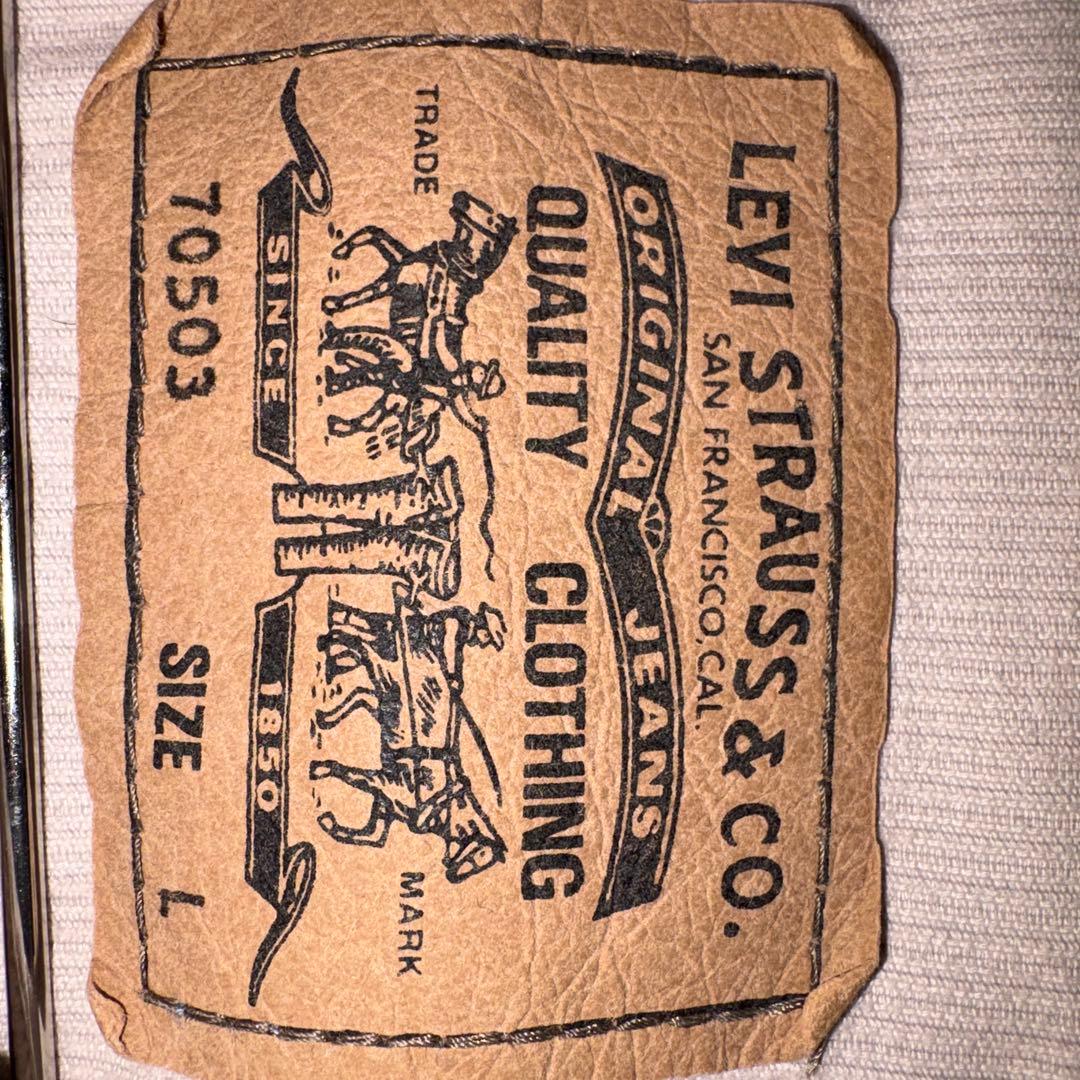 LEVI STRAUSS & CO.
SAN FRANCISCO, CAL.
ORIGINAL JEANS
QUALITY CLOTHING
TRADE MARK
SINCE 1850
70503 SIZE L